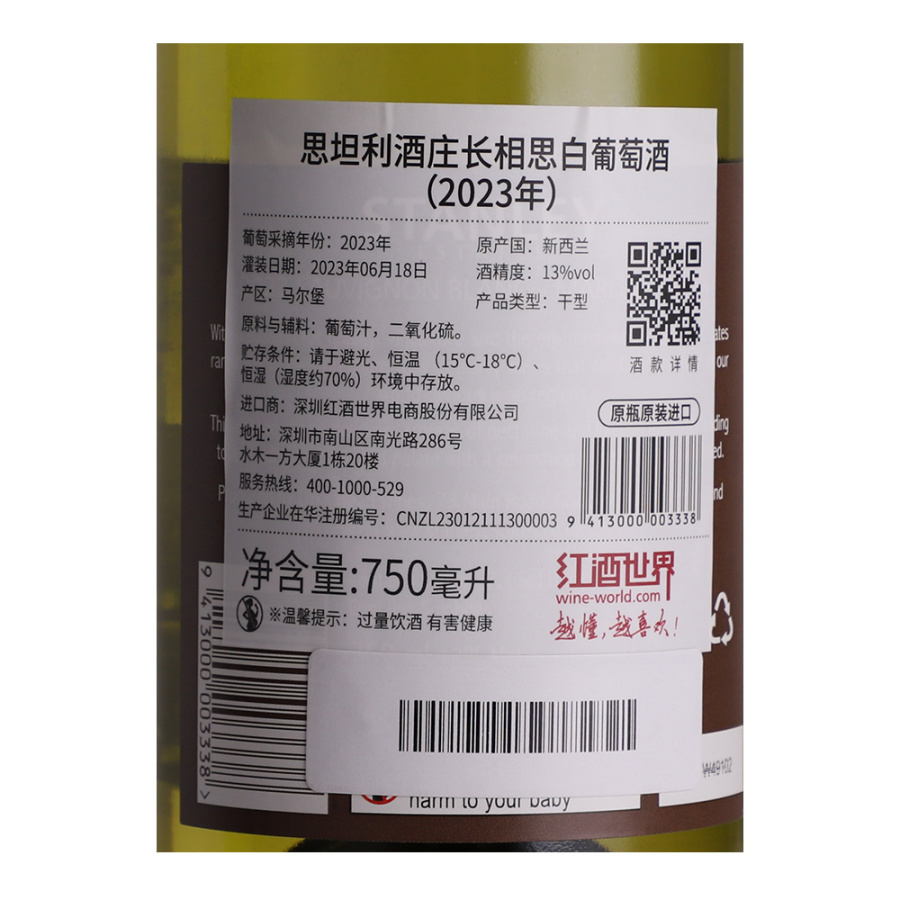 思坦利酒庄长相思白葡萄酒
（2023年）
葡萄采摘年份：2023年
原产国：新西兰
灌装日期：2023年06月18日
酒精度：13%vol
产区：马尔堡
产品类型：干型
原料与辅料：葡萄汁，二氧化硫。
贮存条件：请于避光、恒温（15℃-18℃）、
恒湿（湿度约70%）环境中存放。
酒款详情
进口商：深圳红酒世界电商股份有限公司
原瓶原装进口
地址：深圳市南山区南光路286号
水木一方大厦1栋20楼
服务热线：400-1000-529
生产企业在华注册编号：CNZL23012111300003
9 413000 003338
净含量:750毫升
红酒世界
wine-world.com
越懂,越喜欢!
※温馨提示：过量饮酒 有害健康
9 413000 003338 >
harm to your baby